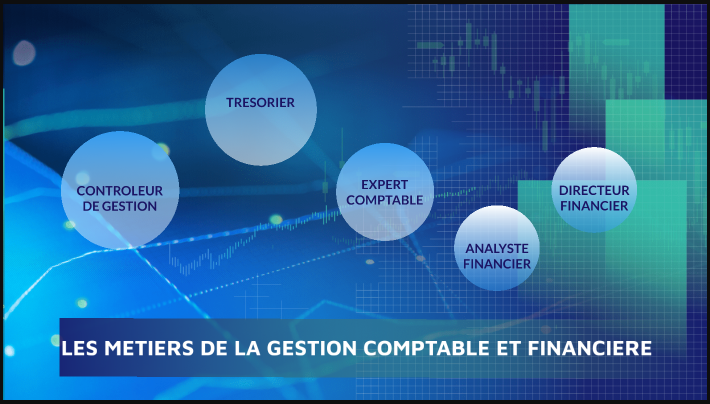 TRESORIER
CONTROLEUR
DE GESTION
EXPERT
COMPTABLE
DIRECTEUR
FINANCIER
ANALYSTE
FINANCIER
LES METIERS DE LA GESTION COMPTABLE ET FINANCIERE